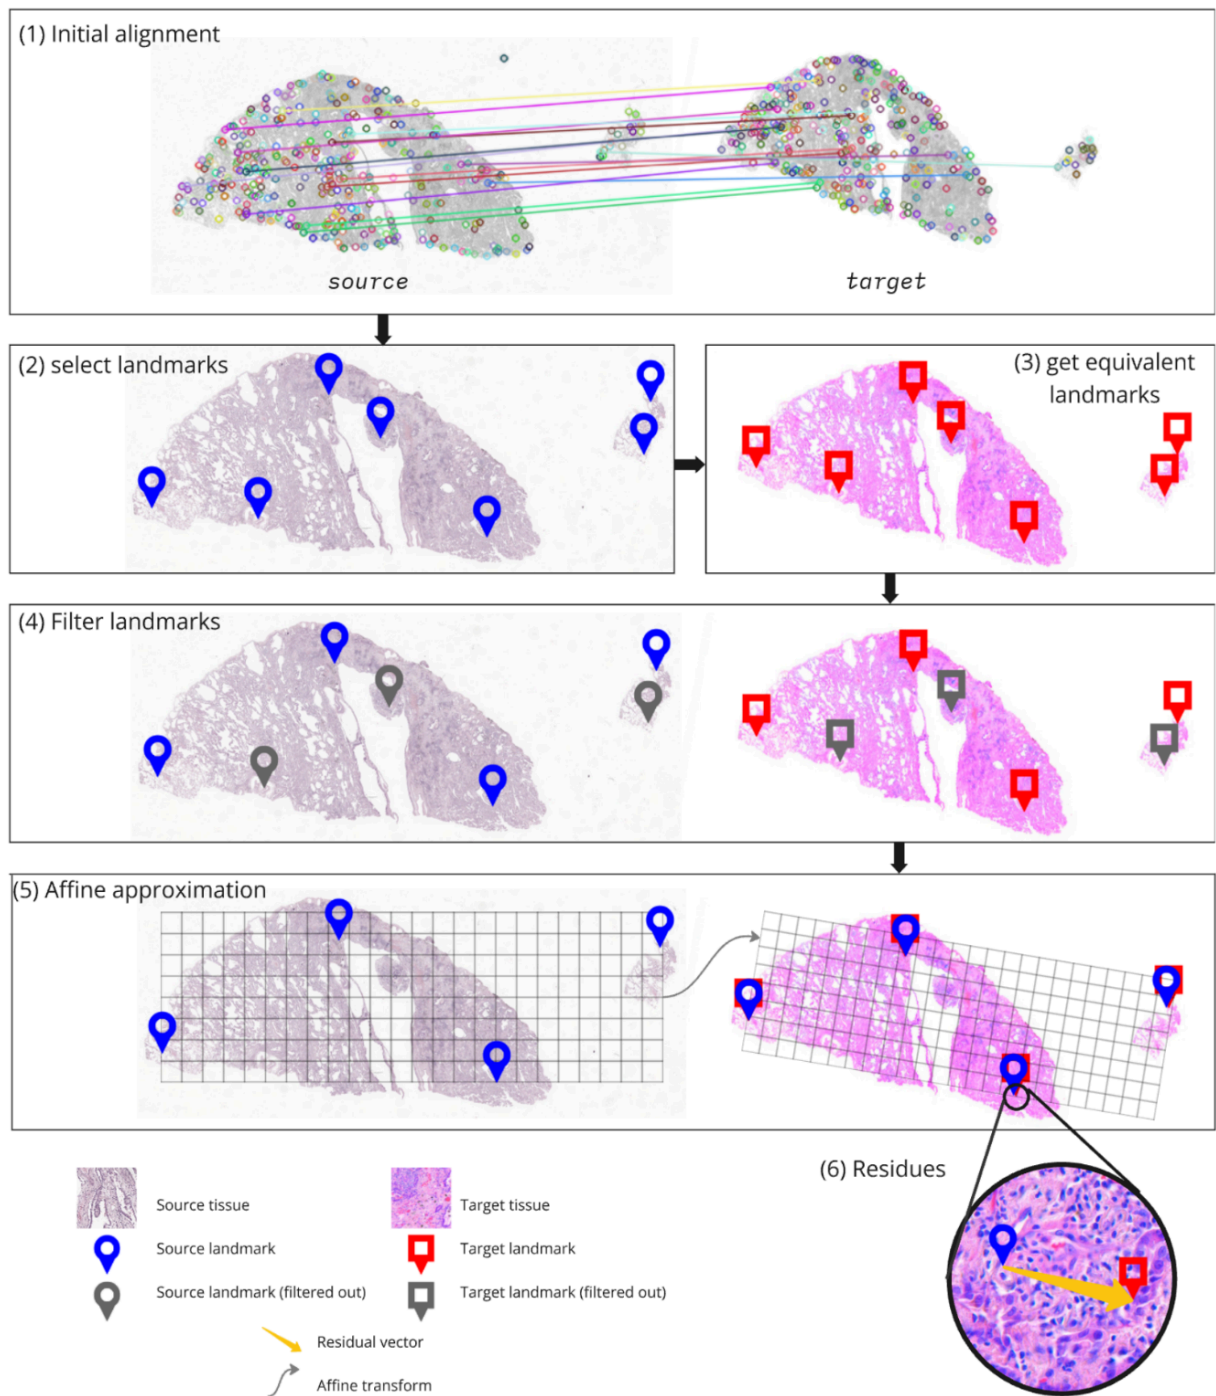 (1) Initial alignment
source
target
(2) select landmarks
(3) get equivalent
landmarks
(4) Filter landmarks
(5) Affine approximation
(6) Residues
Source tissue
Target tissue
Source landmark
Target landmark
Source landmark (filtered out)
Target landmark (filtered out)
Residual vector
Affine transform